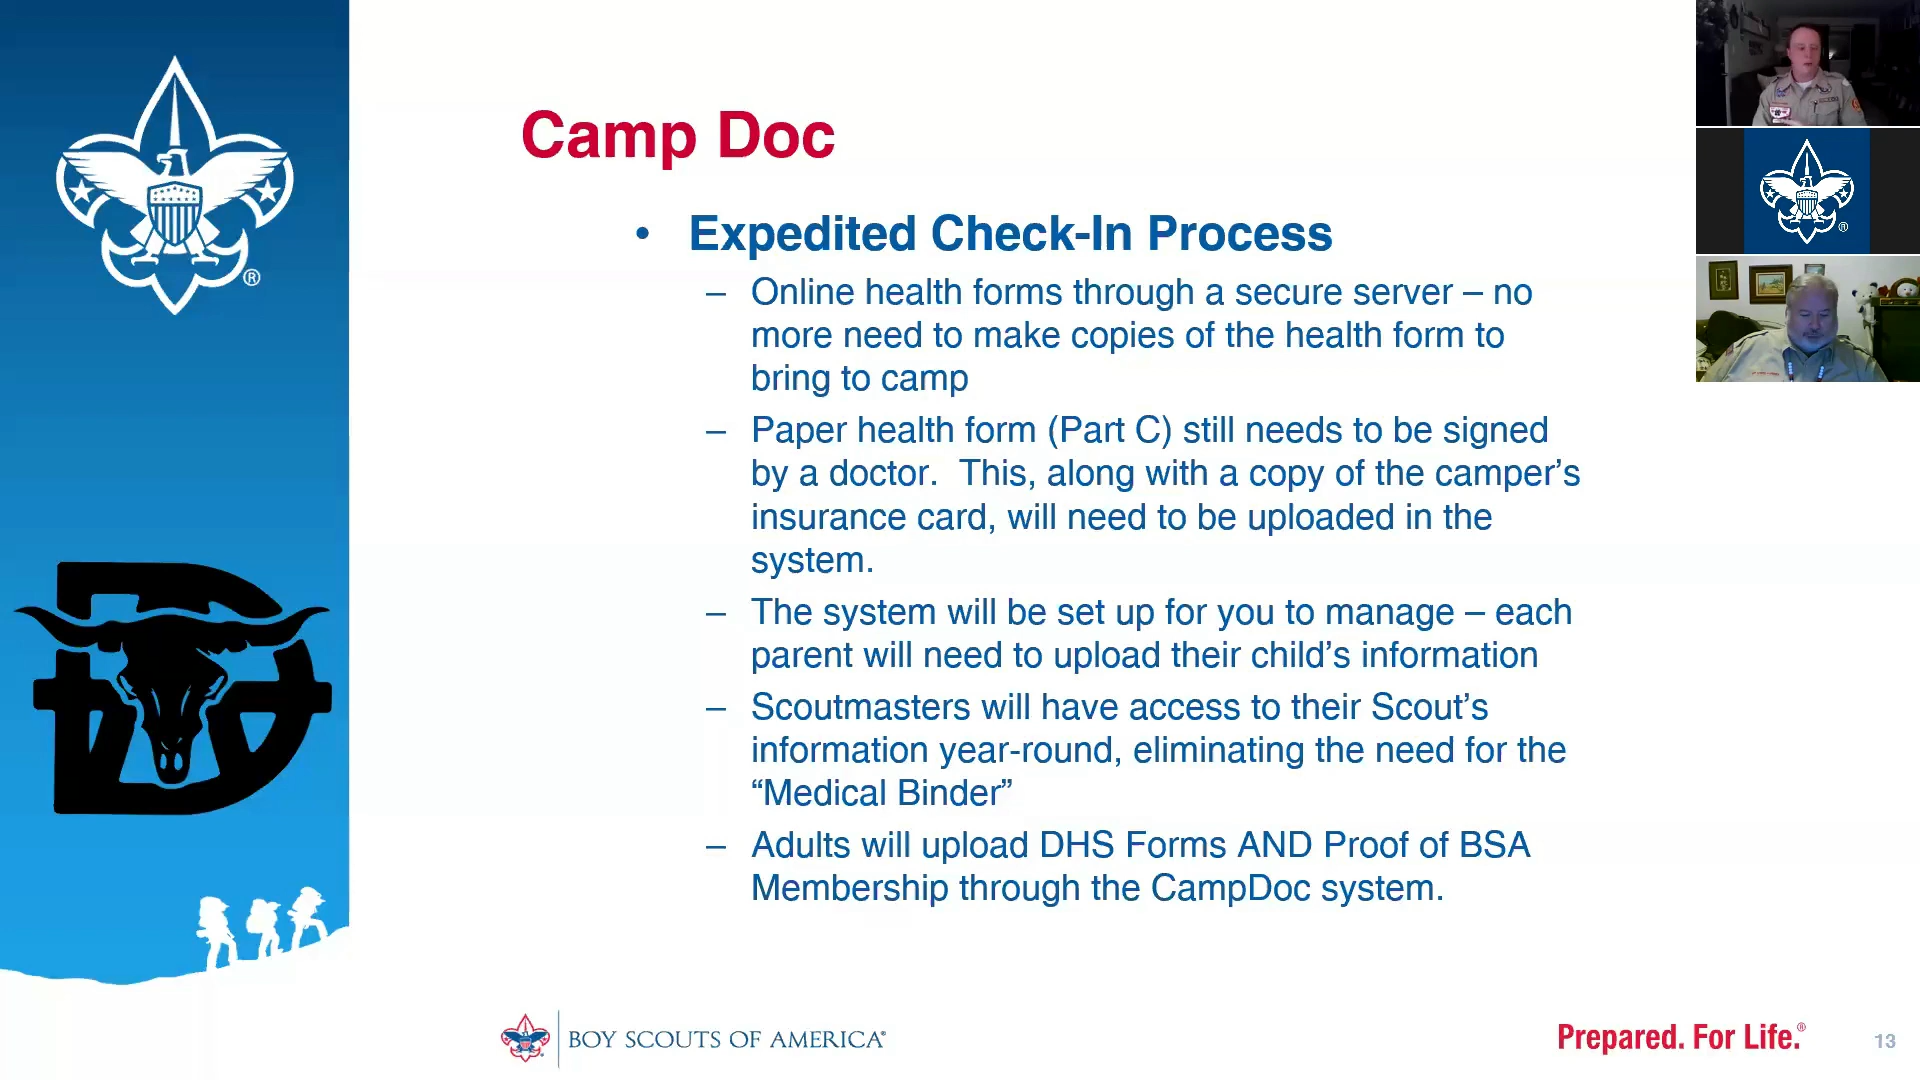 Camp Doc
• Expedited Check-In Process
– Online health forms through a secure server – no
more need to make copies of the health form to
bring to camp
– Paper health form (Part C) still needs to be signed
by a doctor.  This, along with a copy of the camper’s
insurance card, will need to be uploaded in the
system.
– The system will be set up for you to manage – each
parent will need to upload their child’s information
– Scoutmasters will have access to their Scout’s
information year-round, eliminating the need for the
“Medical Binder”
– Adults will upload DHS Forms AND Proof of BSA
Membership through the CampDoc system.
BOY SCOUTS OF AMERICA®
Prepared. For Life.®
13